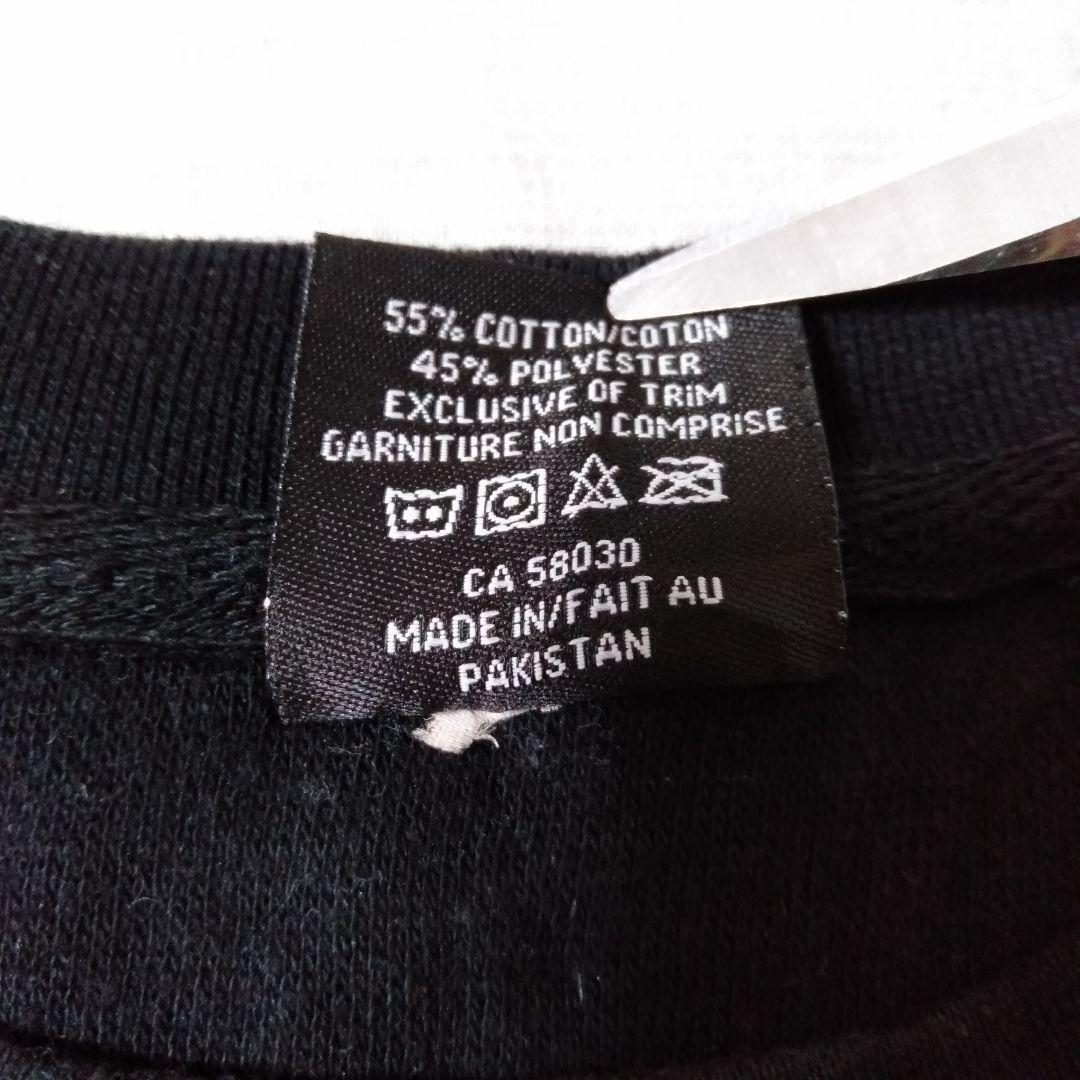 55% COTTON/COTON
45% POLYESTER
EXCLUSIVE OF TRIM
GARNITURE NON COMPRISE
CA 58030
MADE IN/FAIT AU
PAKISTAN